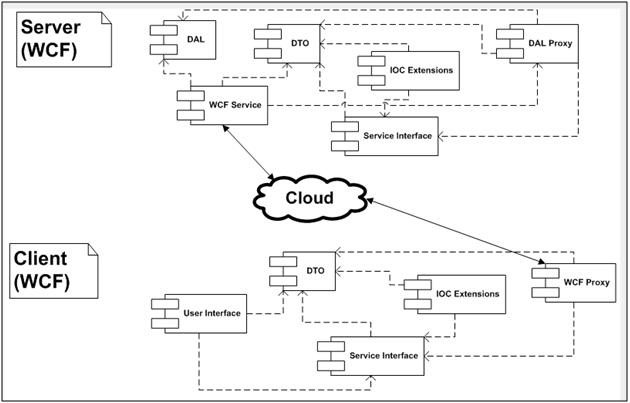 Server
(WCF)
DAL
DTO
DAL Proxy
IOC Extensions
WCF Service
Service Interface
Cloud
Client
(WCF)
DTO
WCF Proxy
IOC Extensions
User Interface
Service Interface